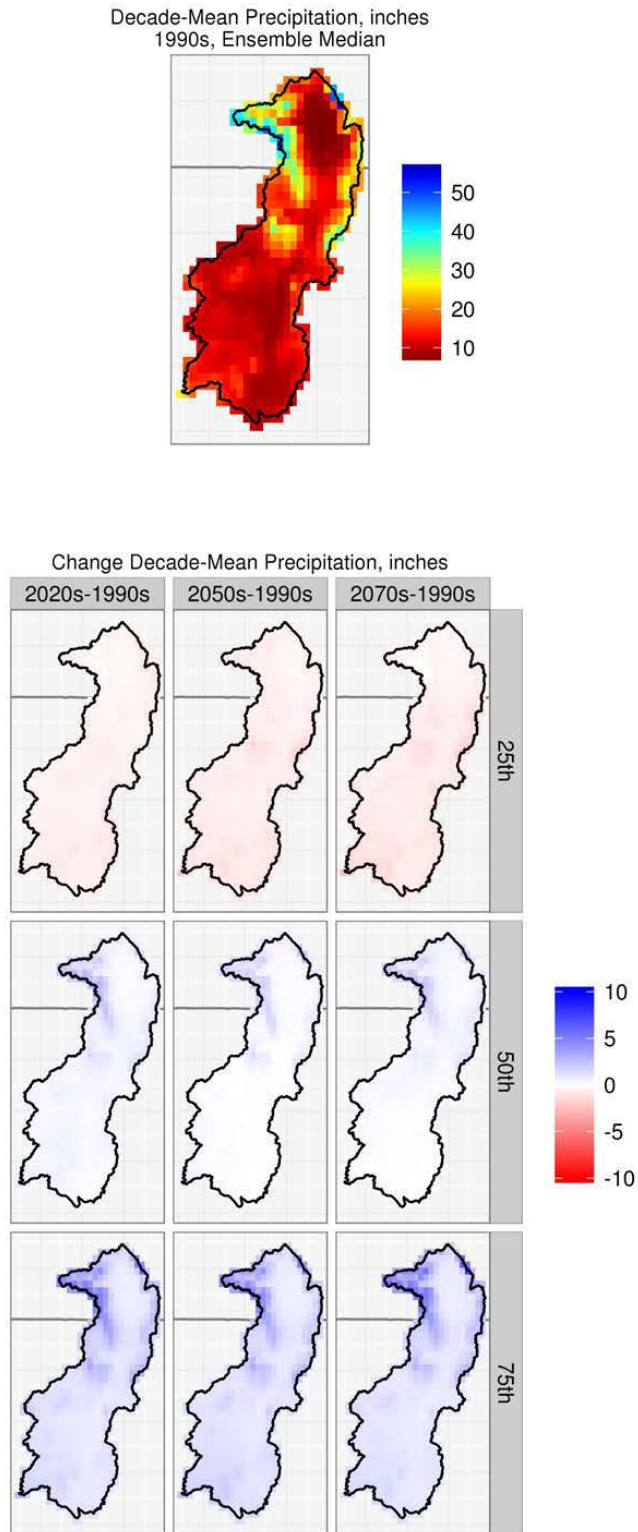 Decade-Mean Precipitation, inches
1990s, Ensemble Median
50
40
30
20
10
Change Decade-Mean Precipitation, inches
2020s-1990s 2050s-1990s 2070s-1990s
25th
50th
10
5
0
-5
-10
75th